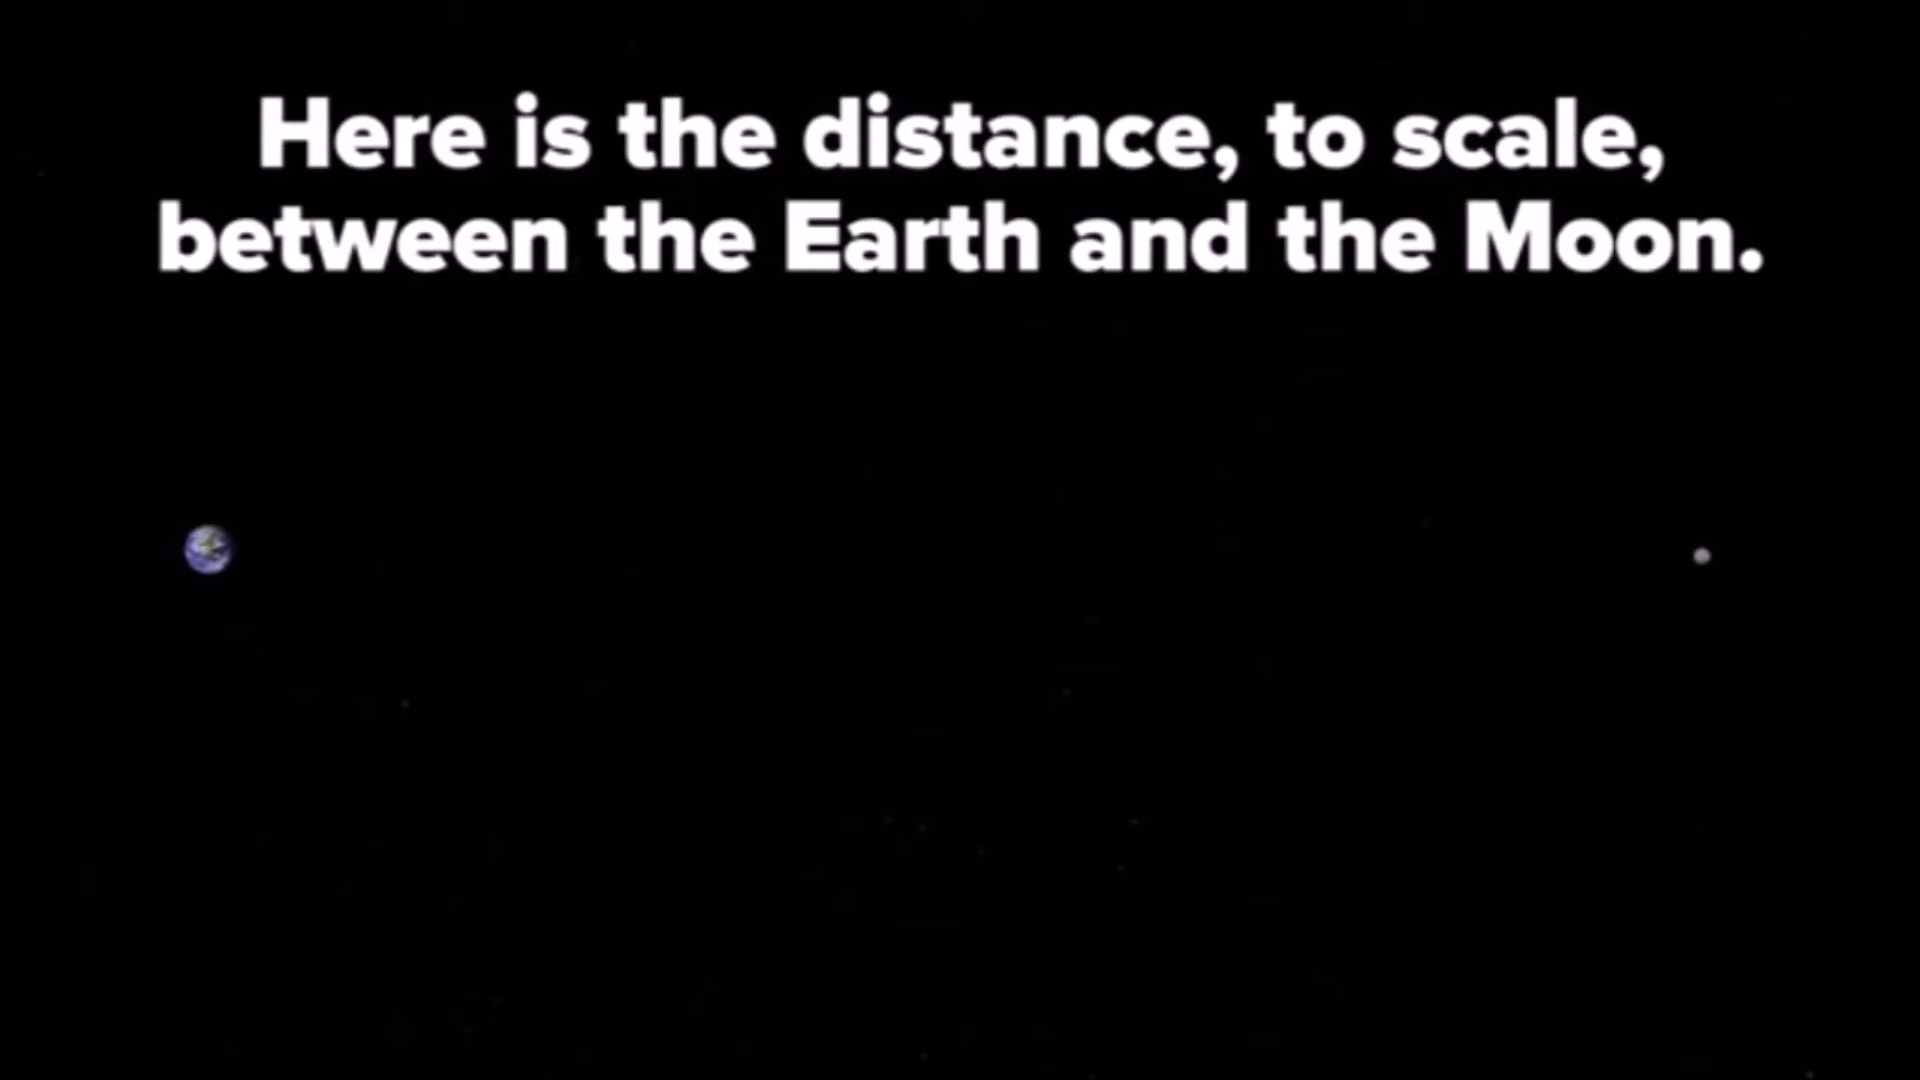 Here is the distance, to scale,
between the Earth and the Moon.